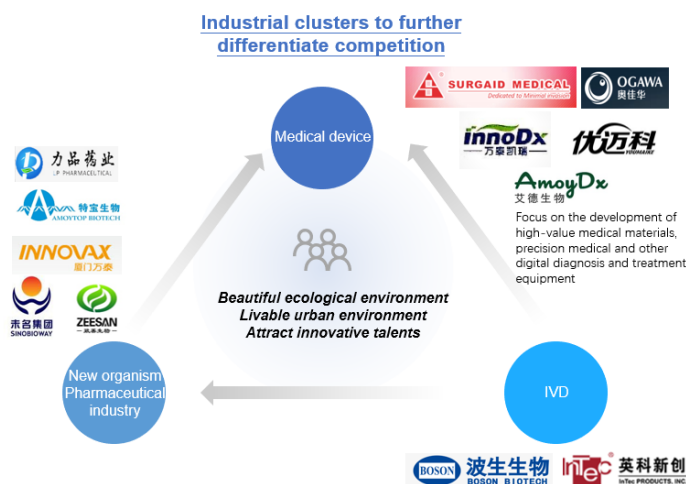 Industrial clusters to further
differentiate competition
SURGAID MEDICAL
Dedicated to Minimal invasion
OGAWA
奥佳华
Medical device
innoDx
万泰凯瑞
优迈科
YOUMAIKE
AmoyDx
艾德生物
Focus on the development of
high-value medical materials,
precision medical and other
digital diagnosis and treatment
equipment
力品药业
LP PHARMACEUTICAL
特宝生物
AMOYTOP BIOTECH
INNOVAX
厦门万泰
未名集团
SINOBIOWAY
ZEESAN
Beautiful ecological environment
Livable urban environment
Attract innovative talents
New organism
Pharmaceutical
industry
IVD
BOSON
波生生物
BOSON BIOTECH
InTec
英科新创
InTec PRODUCTS, INC.